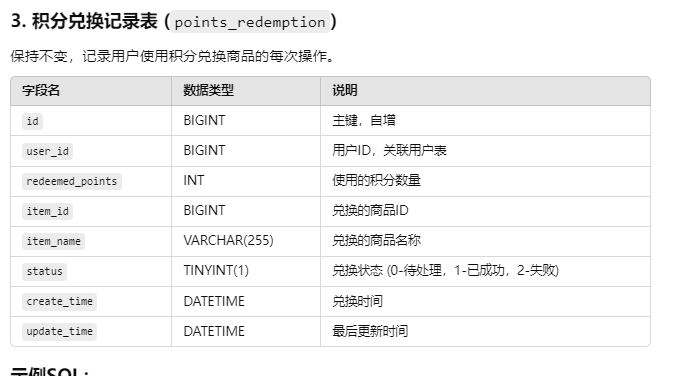 3. 积分兑换记录表 (points_redemption)
保持不变，记录用户使用积分兑换商品的每次操作。
字段名 数据类型 说明
id BIGINT 主键，自增
user_id BIGINT 用户ID，关联用户表
redeemed_points INT 使用的积分数量
item_id BIGINT 兑换的商品ID
item_name VARCHAR(255) 兑换的商品名称
status TINYINT(1) 兑换状态 (0-待处理，1-已成功，2-失败)
create_time DATETIME 兑换时间
update_time DATETIME 最后更新时间
示例SQL：